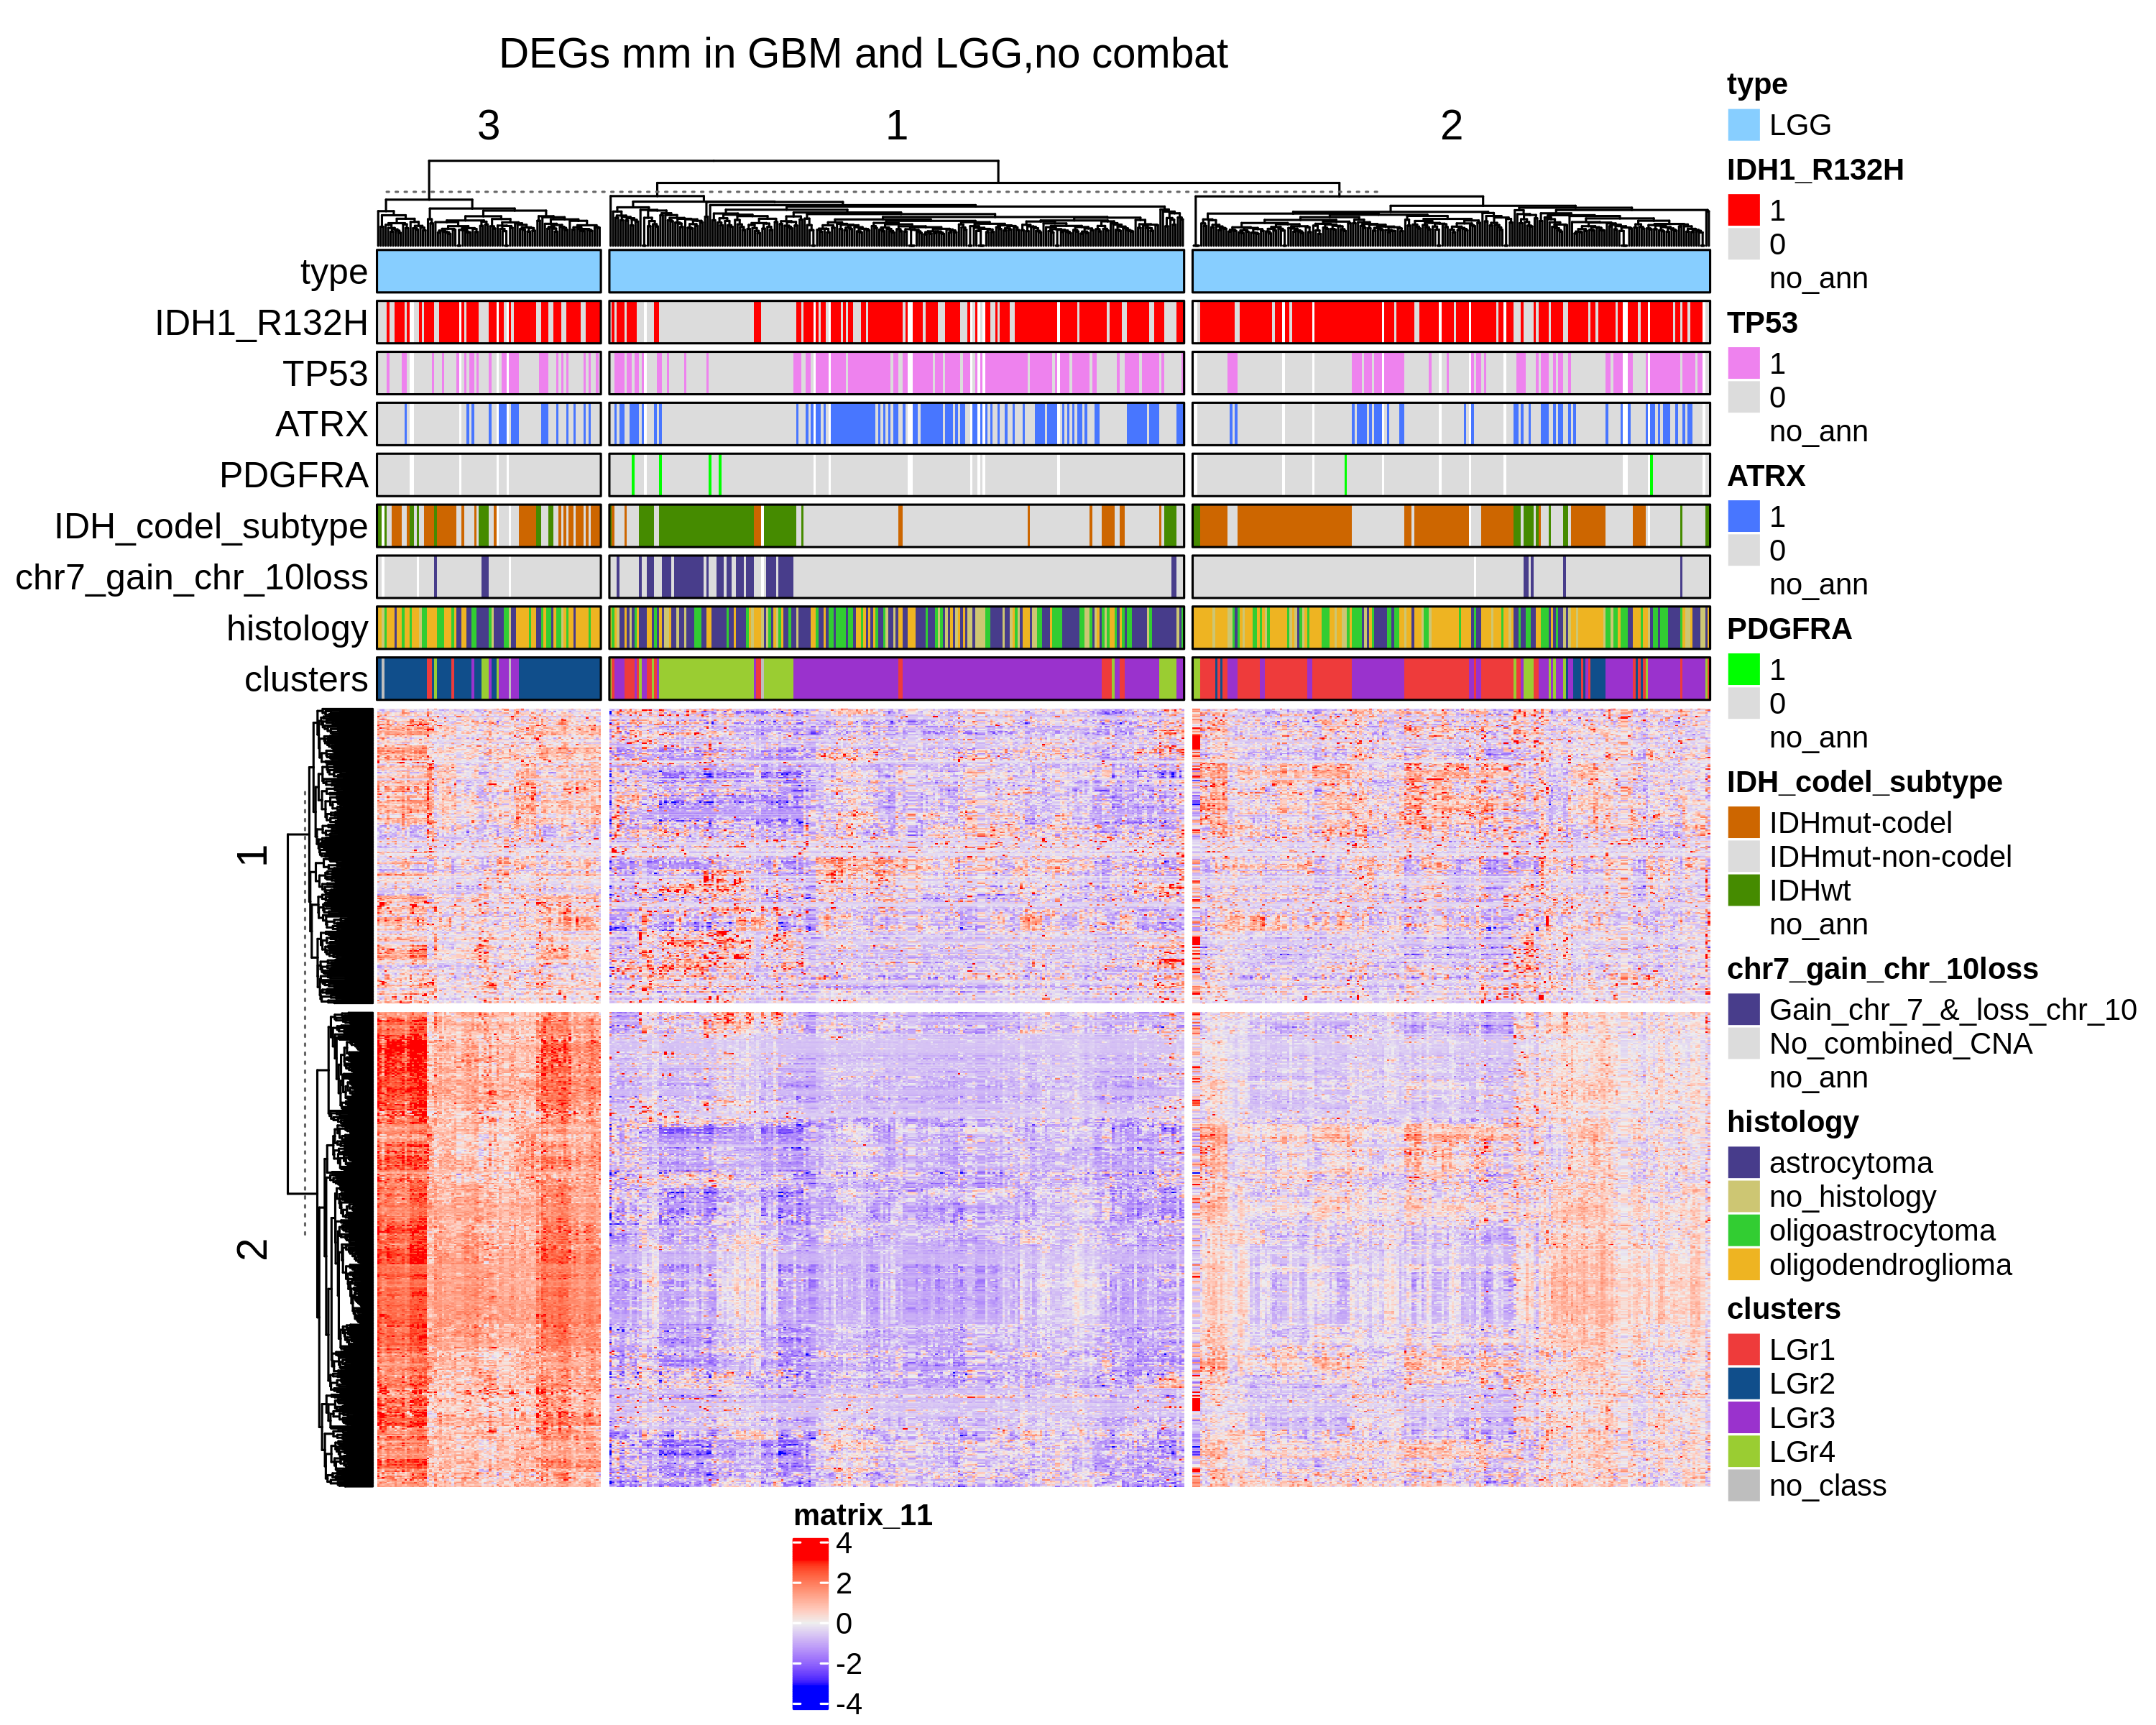 DEGs mm in GBM and LGG,no combat
3
1
2
type
IDH1_R132H
TP53
ATRX
PDGFRA
IDH_codel_subtype
chr7_gain_chr_10loss
histology
clusters
1
2
matrix_11
4
2
0
-2
-4
type
LGG
IDH1_R132H
1
0
no_ann
TP53
1
0
no_ann
ATRX
1
0
no_ann
PDGFRA
1
0
no_ann
IDH_codel_subtype
IDHmut-codel
IDHmut-non-codel
IDHwt
no_ann
chr7_gain_chr_10loss
Gain_chr_7_&_loss_chr_10
No_combined_CNA
no_ann
histology
astrocytoma
no_histology
oligoastrocytoma
oligodendroglioma
clusters
LGr1
LGr2
LGr3
LGr4
no_class